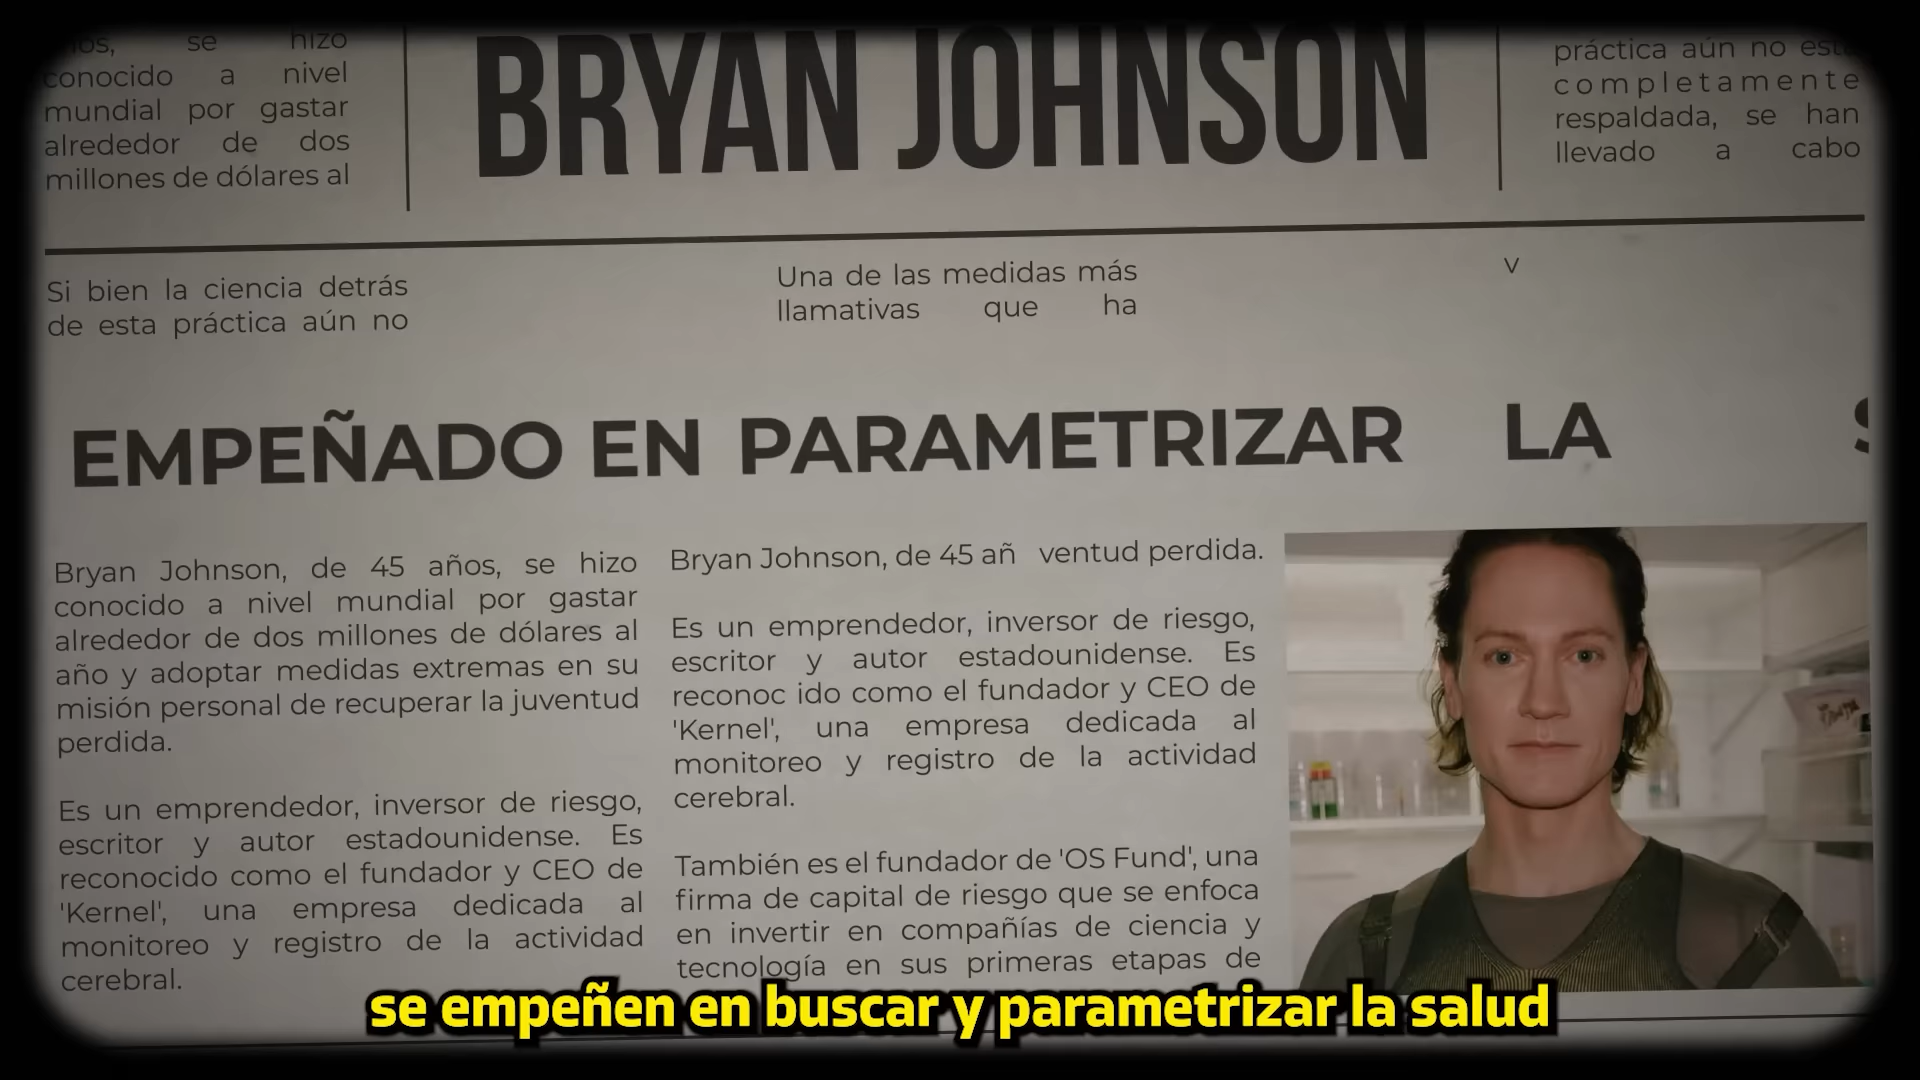 años, se hizo
conocido a nivel
mundial por gastar
alrededor de dos
millones de dólares al
BRYAN JOHNSON
práctica aún no está
completamente
respaldada, se han
llevado a cabo
Si bien la ciencia detrás
de esta práctica aún no
Una de las medidas más
llamativas que ha
v
EMPEÑADO EN PARAMETRIZAR LA S
Bryan Johnson, de 45 años, se hizo
conocido a nivel mundial por gastar
alrededor de dos millones de dólares al
año y adoptar medidas extremas en su
misión personal de recuperar la juventud
perdida.
Es un emprendedor, inversor de riesgo,
escritor y autor estadounidense. Es
reconocido como el fundador y CEO de
'Kernel', una empresa dedicada al
monitoreo y registro de la actividad
cerebral.
Bryan Johnson, de 45 añ ventud perdida.
Es un emprendedor, inversor de riesgo,
escritor y autor estadounidense. Es
reconoc ido como el fundador y CEO de
'Kernel', una empresa dedicada al
monitoreo y registro de la actividad
cerebral.
También es el fundador de 'OS Fund', una
firma de capital de riesgo que se enfoca
en invertir en compañías de ciencia y
tecnología en sus primeras etapas de
se empeñen en buscar y parametrizar la salud